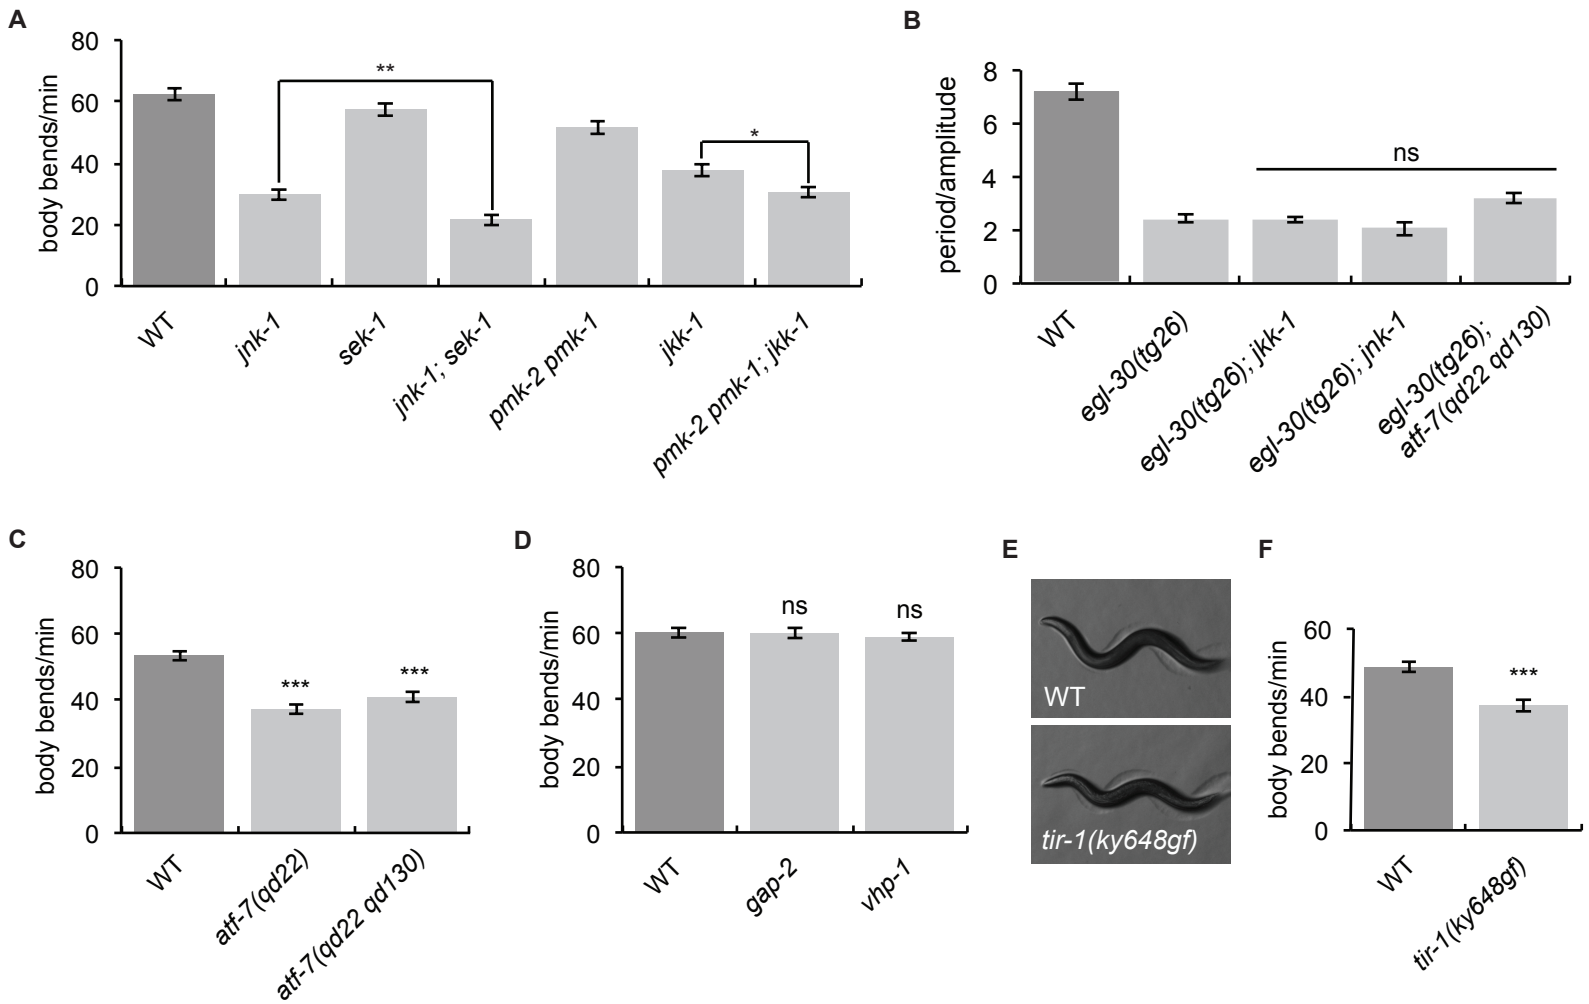 A
body bends/min
80
60
40
20
0
**
*
WT
jnk-1
sek-1
jnk-1; sek-1
pmk-2 pmk-1
jkk-1
pmk-2 pmk-1; jkk-1
B
period/amplitude
8
6
4
2
0
ns
WT
egl-30(tg26)
egl-30(tg26); jkk-1
egl-30(tg26); jnk-1
egl-30(tg26);
atf-7(qd22 qd130)
C
body bends/min
80
60
40
20
0
***
***
WT
atf-7(qd22)
atf-7(qd22 qd130)
D
body bends/min
80
60
40
20
0
ns
ns
WT
gap-2
vhp-1
E
WT
tir-1(ky648gf)
F
body bends/min
60
40
20
0
***
WT
tir-1(ky648gf)